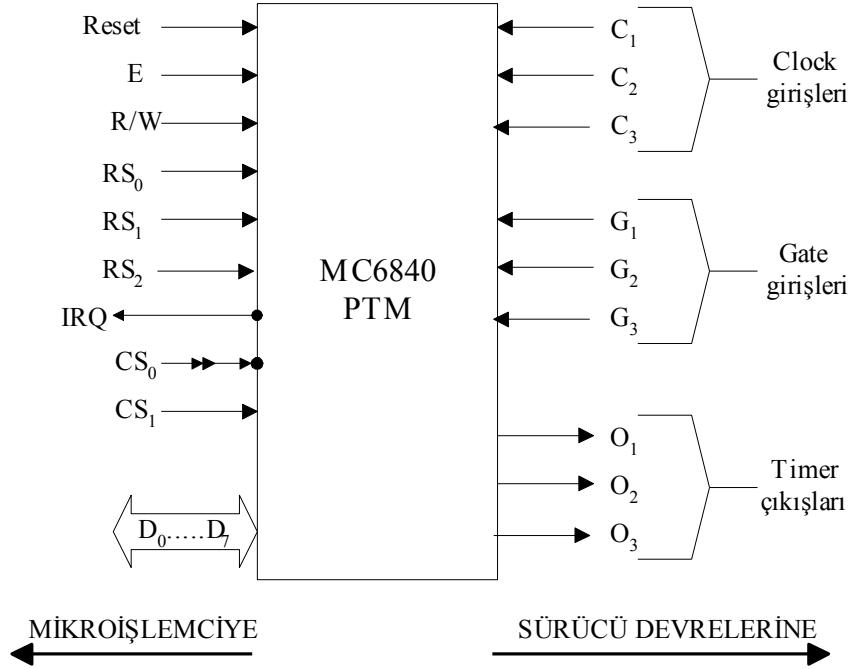 Reset
E
R/W
RS₀
RS₁
RS₂
IRQ
CS₀
CS₁
D₀.....D₇
MC6840
PTM
C₁
C₂
C₃
Clock
girişleri
G₁
G₂
G₃
Gate
girişleri
O₁
O₂
O₃
Timer
çıkışları
MİKROİŞLEMCİYE
SÜRÜCÜ DEVRELERİNE